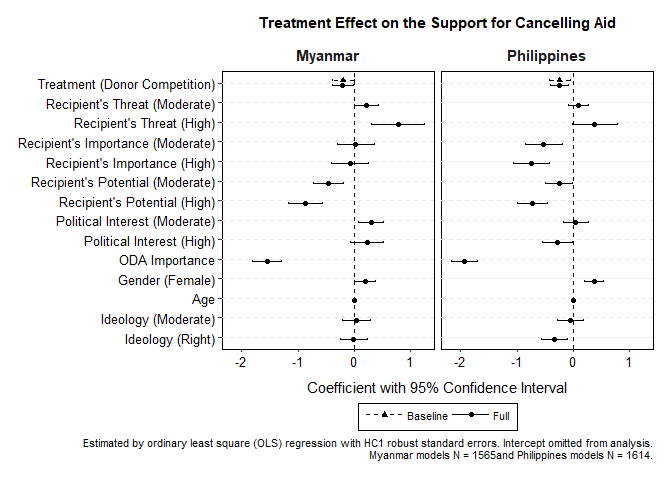 Treatment Effect on the Support for Cancelling Aid
Myanmar
Philippines
Treatment (Donor Competition)
Recipient's Threat (Moderate)
Recipient's Threat (High)
Recipient's Importance (Moderate)
Recipient's Importance (High)
Recipient's Potential (Moderate)
Recipient's Potential (High)
Political Interest (Moderate)
Political Interest (High)
ODA Importance
Gender (Female)
Age
Ideology (Moderate)
Ideology (Right)
-2 -1 0 1
-2 -1 0 1
Coefficient with 95% Confidence Interval
Baseline Full
Estimated by ordinary least square (OLS) regression with HC1 robust standard errors. Intercept omitted from analysis.
Myanmar models N = 1565and Philippines models N = 1614.